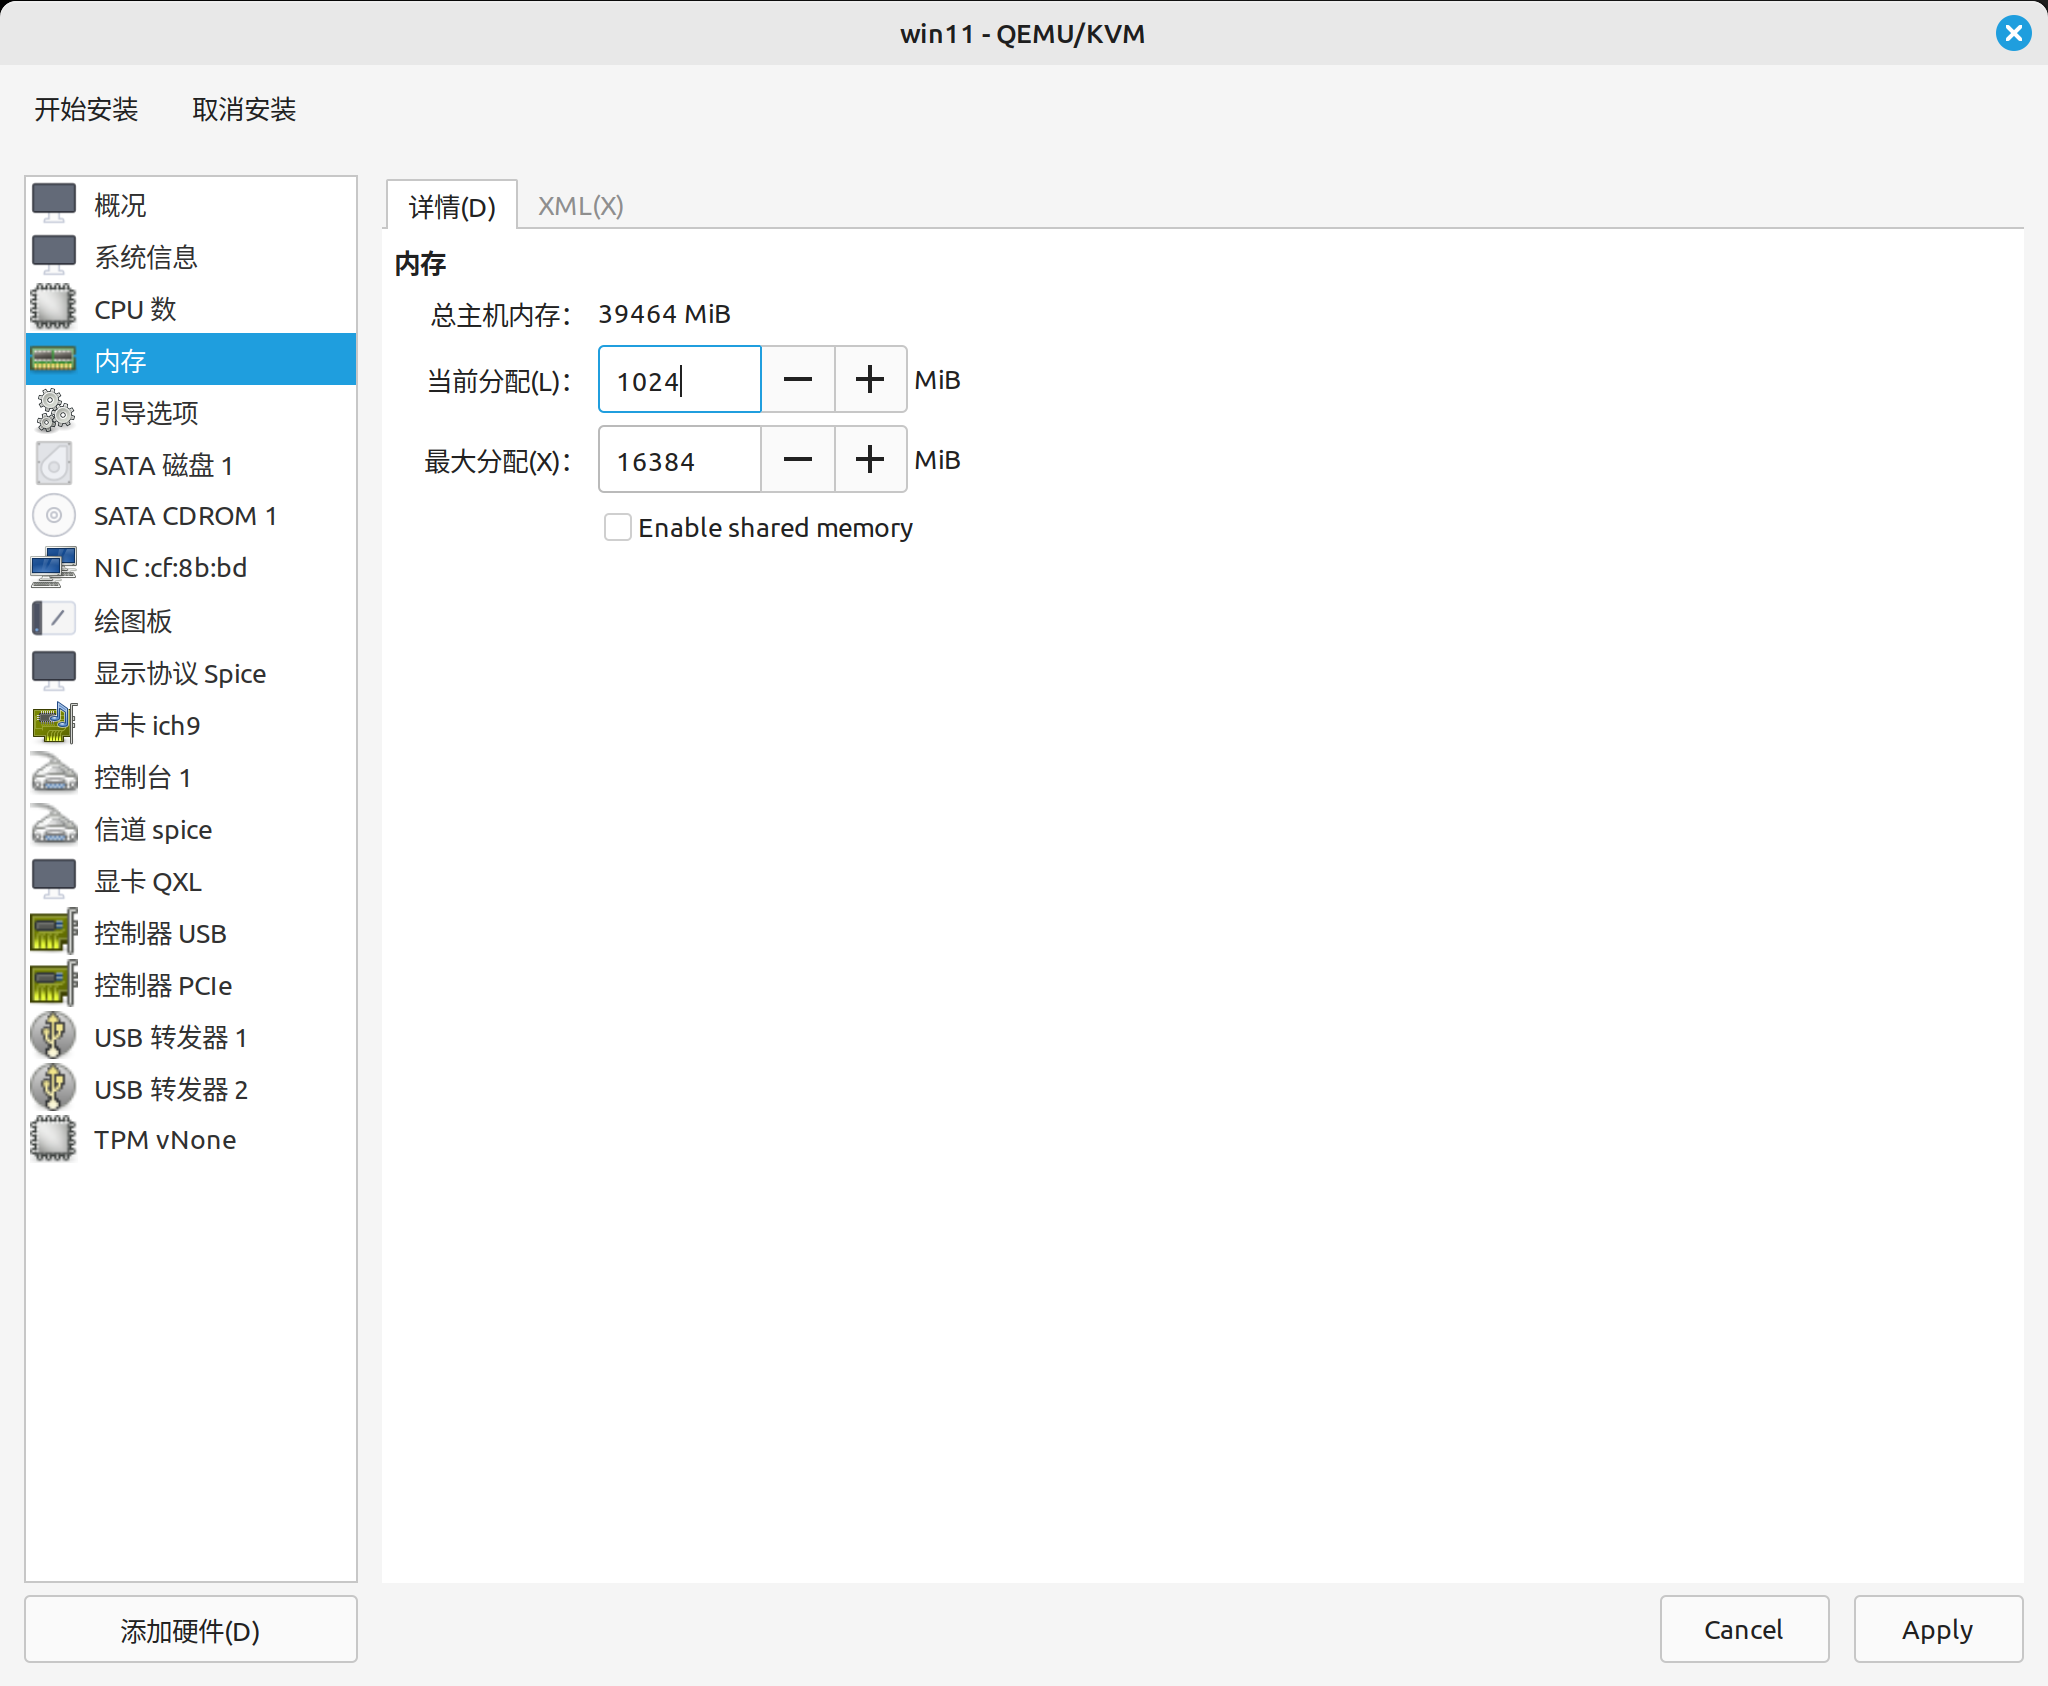 win11 - QEMU/KVM
开始安装 取消安装
概况
系统信息
CPU 数
内存
引导选项
SATA 磁盘 1
SATA CDROM 1
NIC :cf:8b:bd
绘图板
显示协议 Spice
声卡 ich9
控制台 1
信道 spice
显卡 QXL
控制器 USB
控制器 PCIe
USB 转发器 1
USB 转发器 2
TPM vNone
添加硬件(D)
详情(D) XML(X)
内存
总主机内存： 39464 MiB
当前分配(L)： 1024 MiB
最大分配(X)： 16384 MiB
Enable shared memory
Cancel Apply